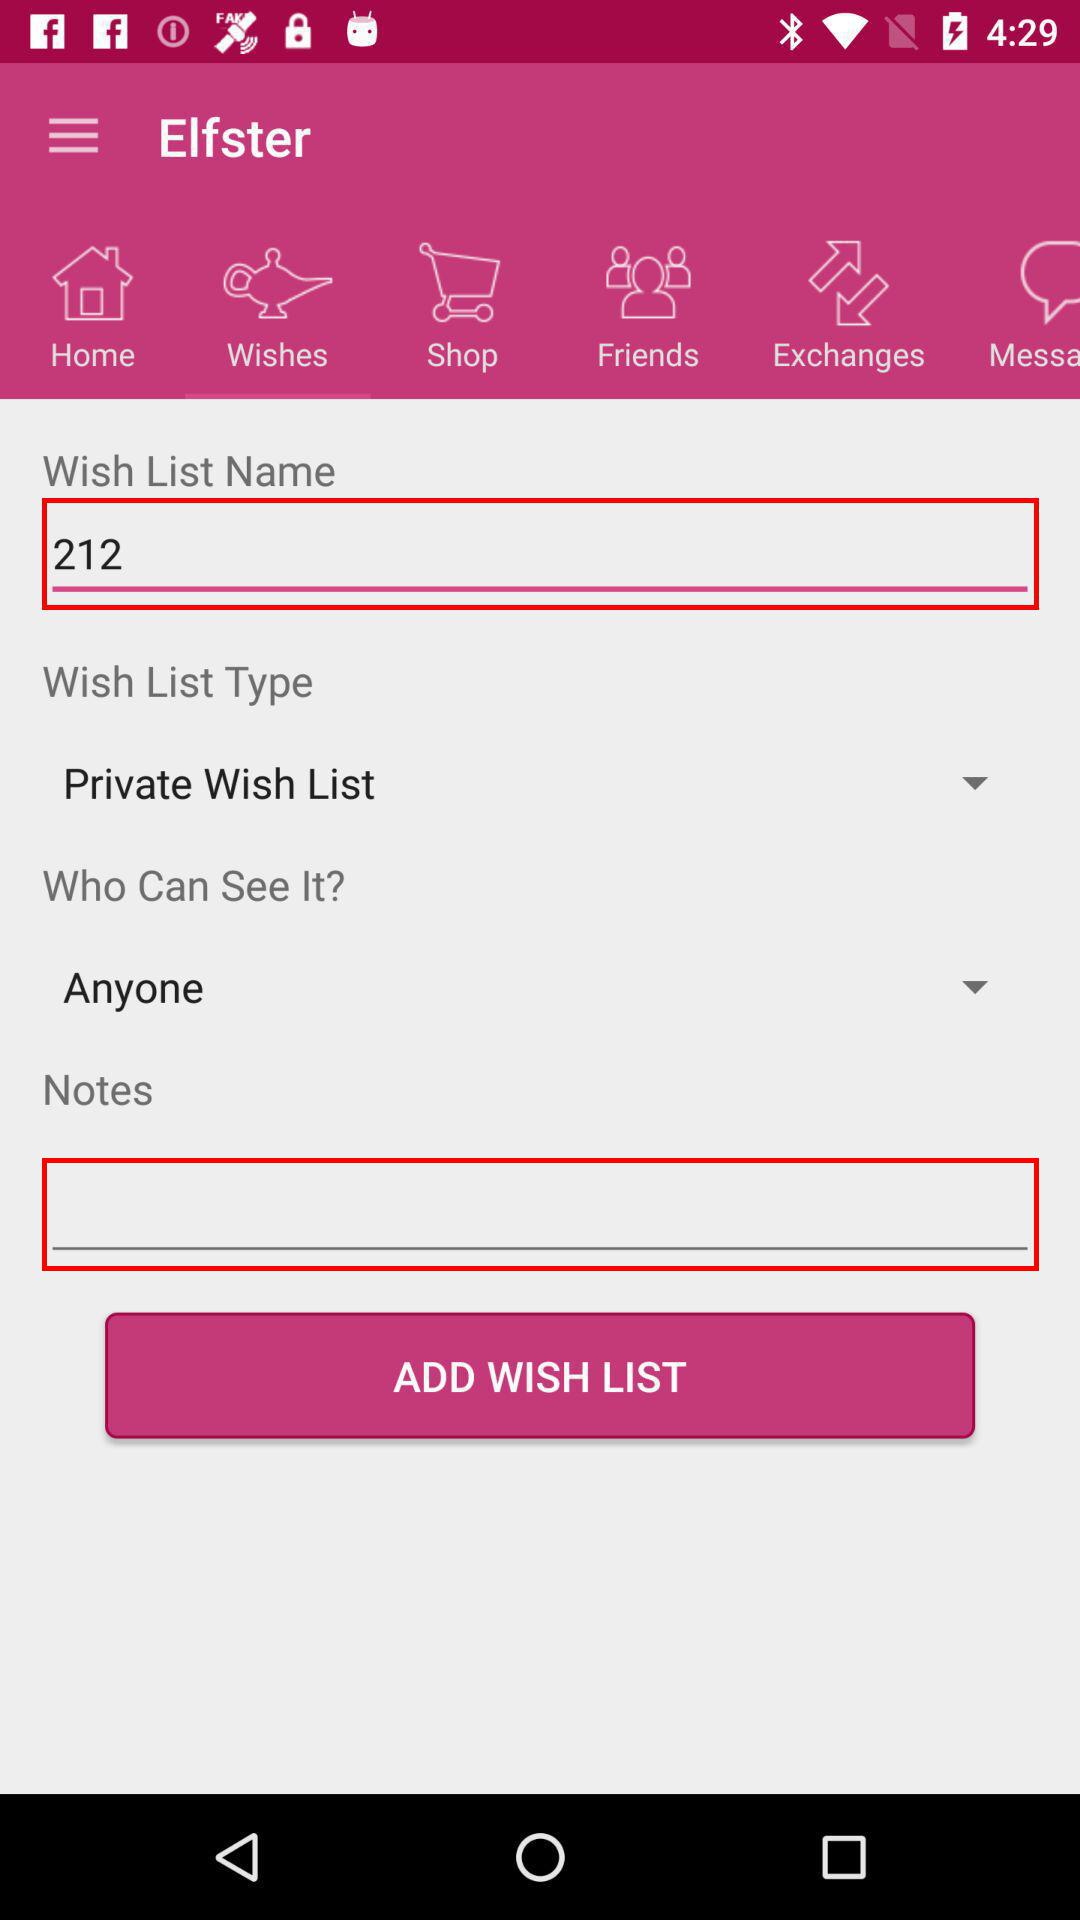 FAKE 4:29
Elfster
Home Wishes Shop Friends Exchanges Messa
Wish List Name
212
Wish List Type
Private Wish List
Who Can See It?
Anyone
Notes
ADD WISH LIST